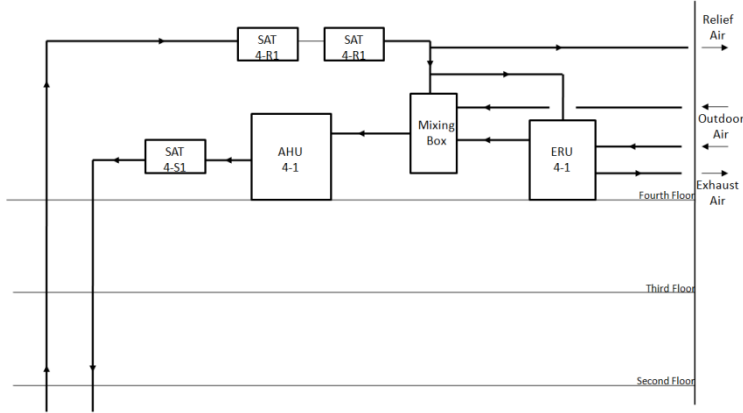 Relief
Air
SAT
4-R1
SAT
4-R1
Mixing
Box
Outdoor
Air
SAT
4-S1
AHU
4-1
ERU
4-1
Exhaust
Air
Fourth Floor
Third Floor
Second Floor